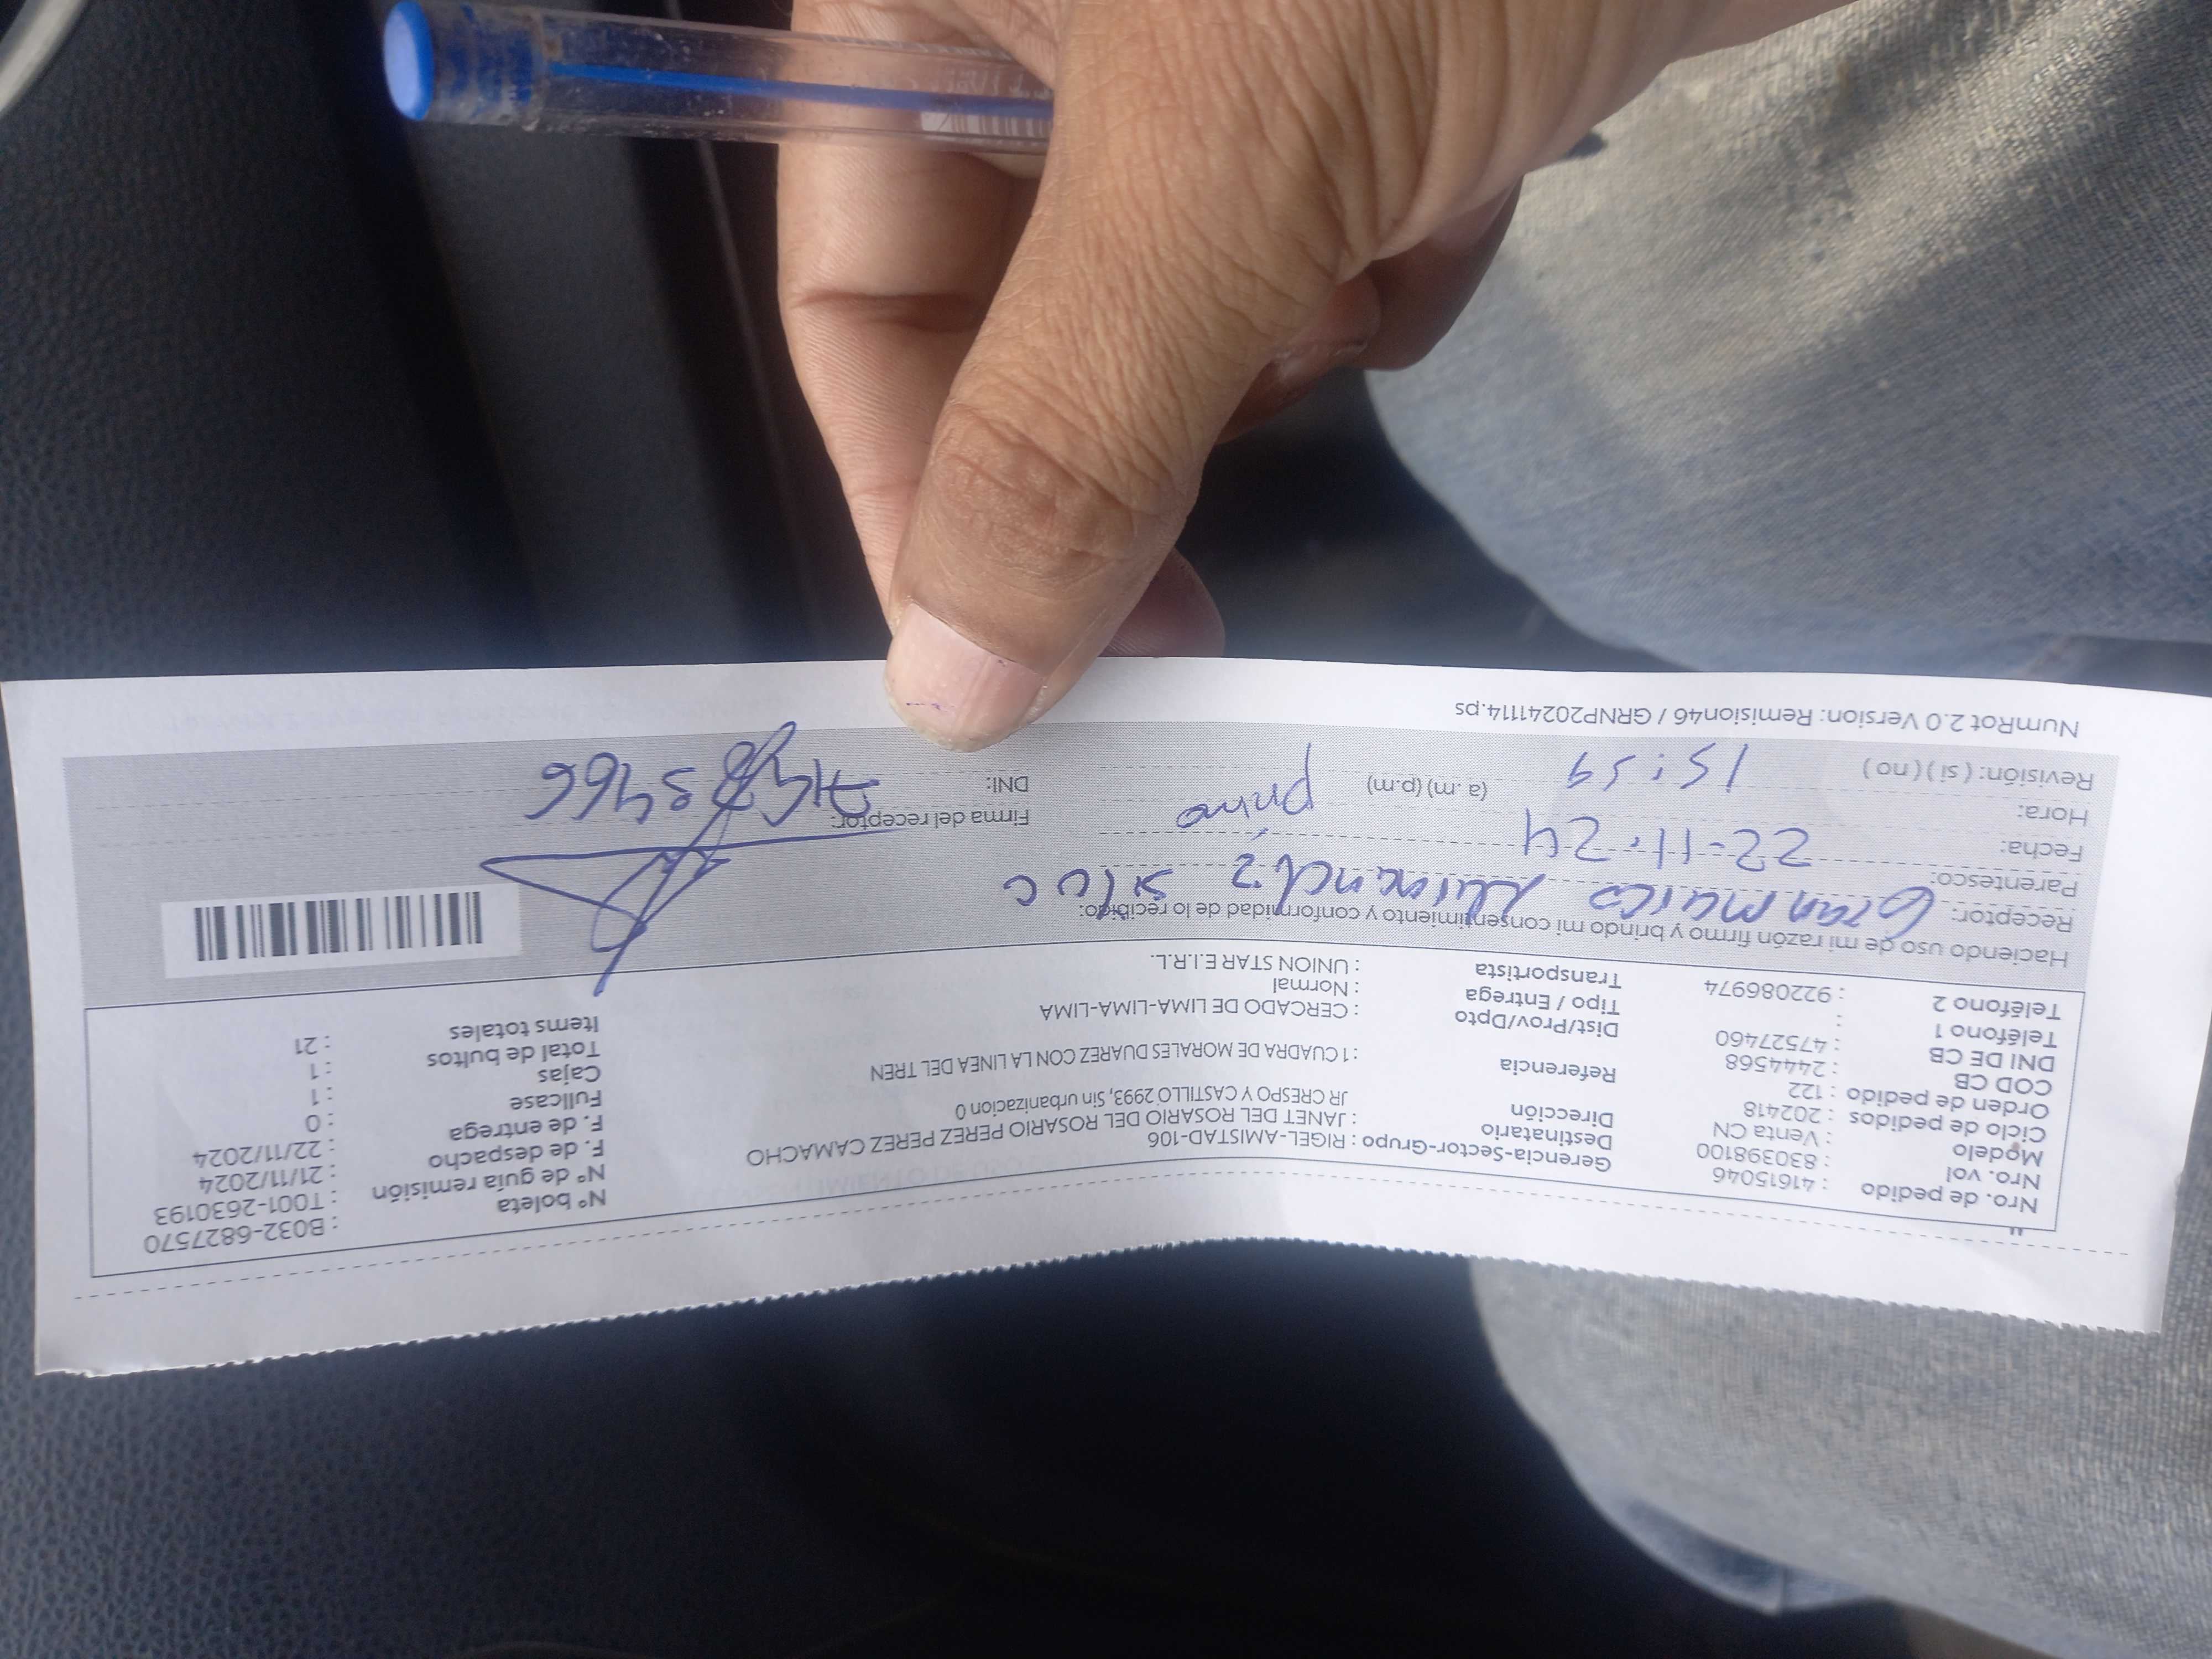 Nro. de pedido : 41615046
Nro. vol : 830398100
Modelo : Venta CN
Ciclo de pedidos : 202418
Orden de pedido : 122
COD CB : 2444568
DNI DE CB : 47527460
Teléfono 1 :
Teléfono 2 : 922086974
Gerencia-Sector-Grupo : RIGEL-AMISTAD-106
Destinatario : JANET DEL ROSARIO DEL ROSARIO PEREZ PEREZ CAMACHO
Dirección JR CRESPO Y CASTILLO 2993, Sin urbanizacion 0
Referencia : 1 CUADRA DE MORALES DUAREZ CON LA LINEA DEL TREN
Dist/Prov/Dpto : CERCADO DE LIMA-LIMA-LIMA
Tipo / Entrega : Normal
Transportista : UNION STAR E.I.R.L.
Nº boleta : B032-6827570
Nº de guía remisión : T001-2630193
F. de despacho : 21/11/2024
F. de entrega : 22/11/2024
Fullcase : 0
Cajas : 1
Total de bultos : 1
Items totales : 21
Haciendo uso de mi razón firmo y brindo mi consentimiento y conformidad de lo recibido:
Receptor:
Parentesco: primo
Fecha: 22-11-24
Hora: 15:59 (a.m) (p.m)
Revisión: ( si ) ( no )
Firma del receptor:
DNI:
NumRot 2.0 Version: Remision46 / GRNP20241114.ps